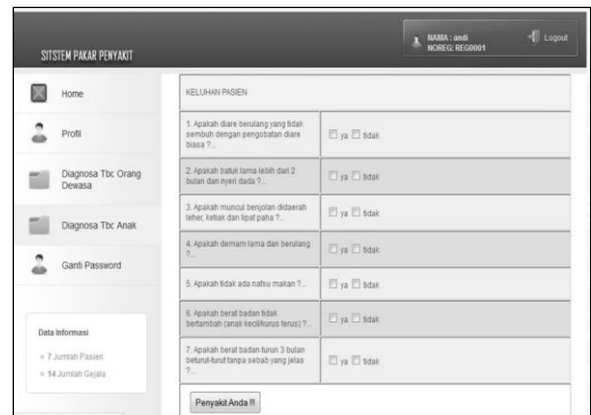 SITSTEM PAKAR PENYAKIT
NAMA : andi
NOREG: REG0001
Logout
Home
Profil
Diagnosa Tbc Orang
Dewasa
Diagnosa Tbc Anak
Ganti Password
Data Informasi
» 7 Jumlah Pasien
» 14 Jumlah Gejala
KELUHAN PASIEN
1. Apakah diare berulang yang tidak
sembuh dengan pengobatan diare
biasa ?...
ya tidak
2. Apakah batuk lama lebih dari 2
bulan dan nyeri dada ?...
ya tidak
3. Apakah muncul benjolan didaerah
leher, ketiak dan lipat paha ?...
ya tidak
4. Apakah demam lama dan berulang
?...
ya tidak
5. Apakah tidak ada nafsu makan ?...
ya tidak
6. Apakah berat badan tidak
bertambah (anak kecil/kurus terus) ?...
ya tidak
7. Apakah berat badan turun 3 bulan
beturut-turut tanpa sebab yang jelas
?...
ya tidak
Penyakit Anda !!!